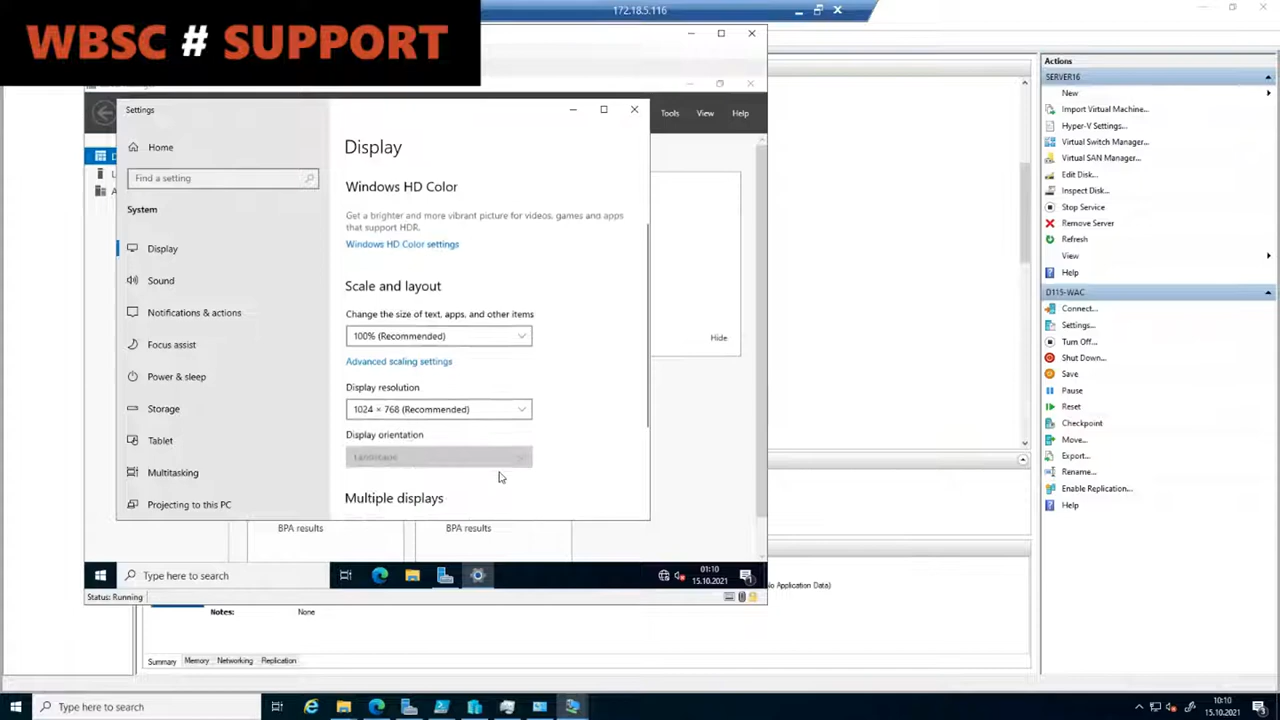 WBSC # SUPPORT
172.18.5.116
Settings
Home
Find a setting
System
Display
Sound
Notifications & actions
Focus assist
Power & sleep
Storage
Tablet
Multitasking
Projecting to this PC
Display
Windows HD Color
Get a brighter and more vibrant picture for videos, games and apps
that support HDR.
Windows HD Color settings
Scale and layout
Change the size of text, apps, and other items
100% (Recommended)
Advanced scaling settings
Display resolution
1024 × 768 (Recommended)
Display orientation
Landscape
Multiple displays
Tools
View
Help
Hide
BPA results
BPA results
Type here to search
01:10
15.10.2021
Status: Running
Notes:
None
No Application Data)
Summary
Memory
Networking
Replication
Actions
SERVER16
New
Import Virtual Machine...
Hyper-V Settings...
Virtual Switch Manager...
Virtual SAN Manager...
Edit Disk...
Inspect Disk...
Stop Service
Remove Server
Refresh
View
Help
D115-WAC
Connect...
Settings...
Turn Off...
Shut Down...
Save
Pause
Reset
Checkpoint
Move...
Export...
Rename...
Enable Replication...
Help
Type here to search
10:10
15.10.2021